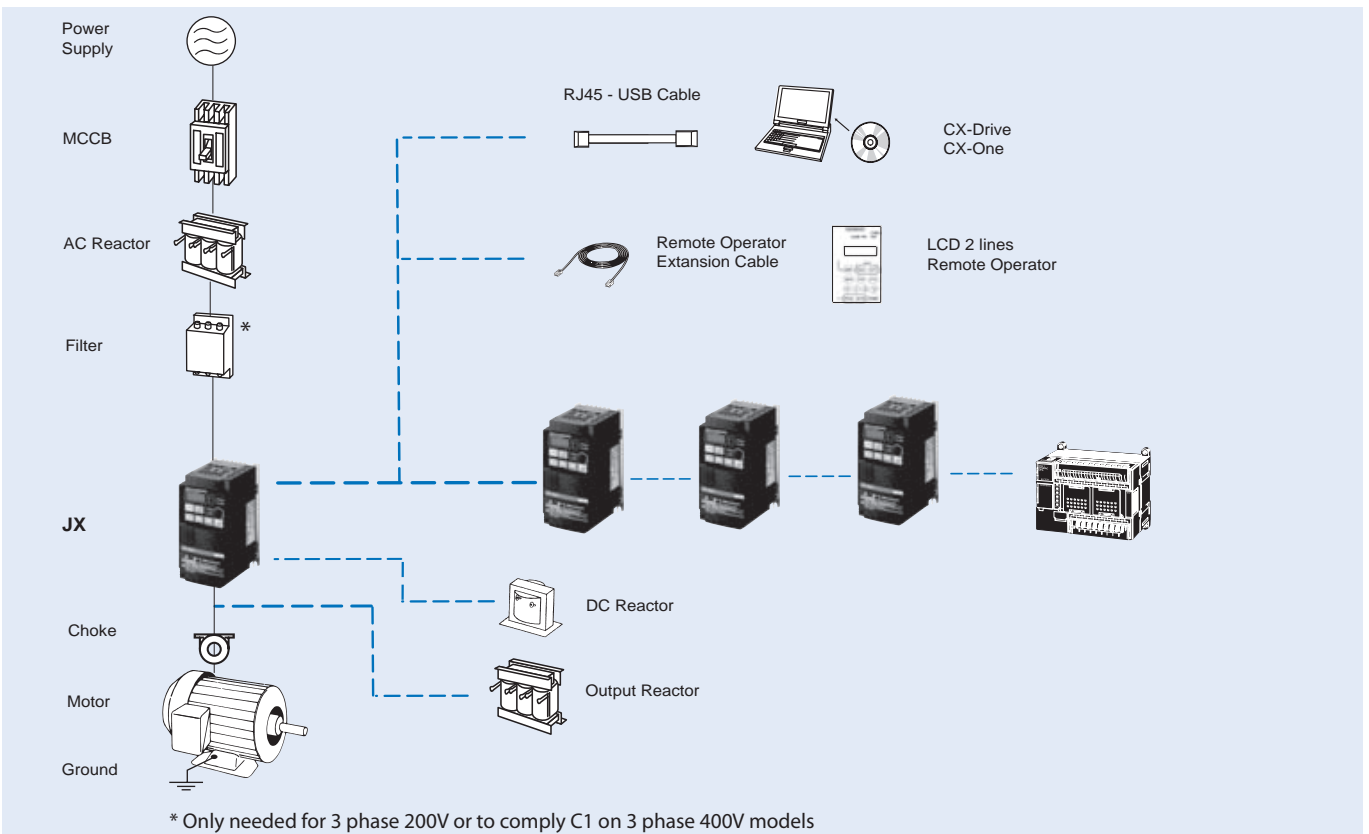 Power
Supply
MCCB
AC Reactor
Filter
*
JX
Choke
Motor
Ground
RJ45 - USB Cable
CX-Drive
CX-One
Remote Operator
Extansion Cable
LCD 2 lines
Remote Operator
DC Reactor
Output Reactor
* Only needed for 3 phase 200V or to comply C1 on 3 phase 400V models